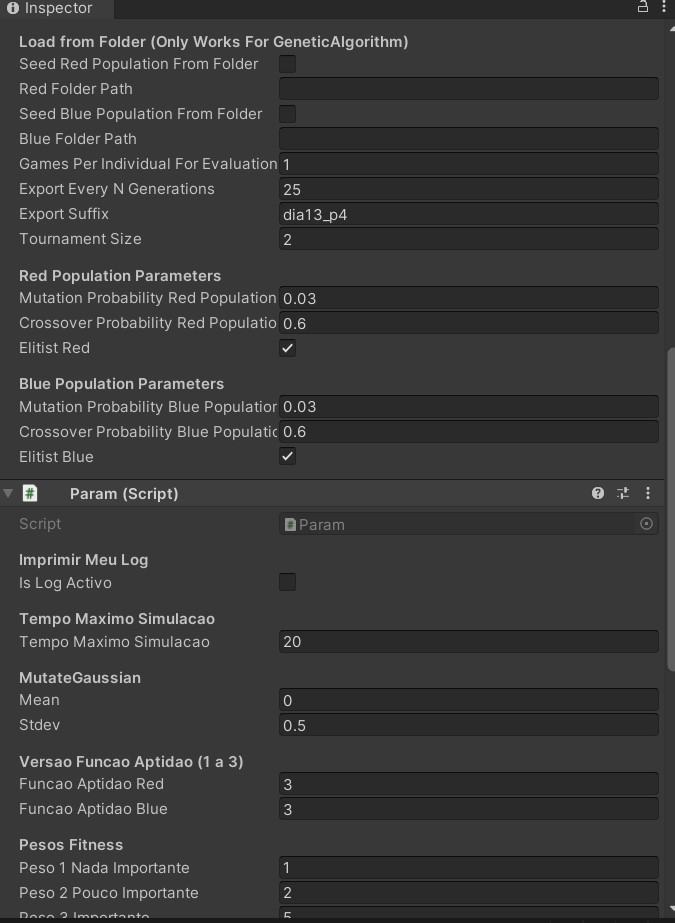 Inspector
Load from Folder (Only Works For GeneticAlgorithm)
Seed Red Population From Folder
Red Folder Path
Seed Blue Population From Folder
Blue Folder Path
Games Per Individual For Evaluation 1
Export Every N Generations 25
Export Suffix dia13_p4
Tournament Size 2
Red Population Parameters
Mutation Probability Red Population 0.03
Crossover Probability Red Populatio 0.6
Elitist Red
Blue Population Parameters
Mutation Probability Blue Population 0.03
Crossover Probability Blue Populatic 0.6
Elitist Blue
# Param (Script)
Script # Param
Imprimir Meu Log
Is Log Activo
Tempo Maximo Simulacao
Tempo Maximo Simulacao 20
MutateGaussian
Mean 0
Stdev 0.5
Versao Funcao Aptidao (1 a 3)
Funcao Aptidao Red 3
Funcao Aptidao Blue 3
Pesos Fitness
Peso 1 Nada Importante 1
Peso 2 Pouco Importante 2
Peso 3 Importante 5